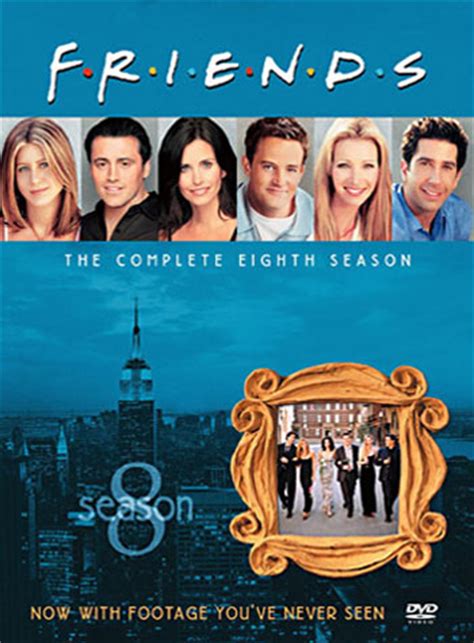 F·R·I·E·N·D·S
THE COMPLETE EIGHTH SEASON
8
season
NOW WITH FOOTAGE YOU'VE NEVER SEEN
DVD
VIDEO